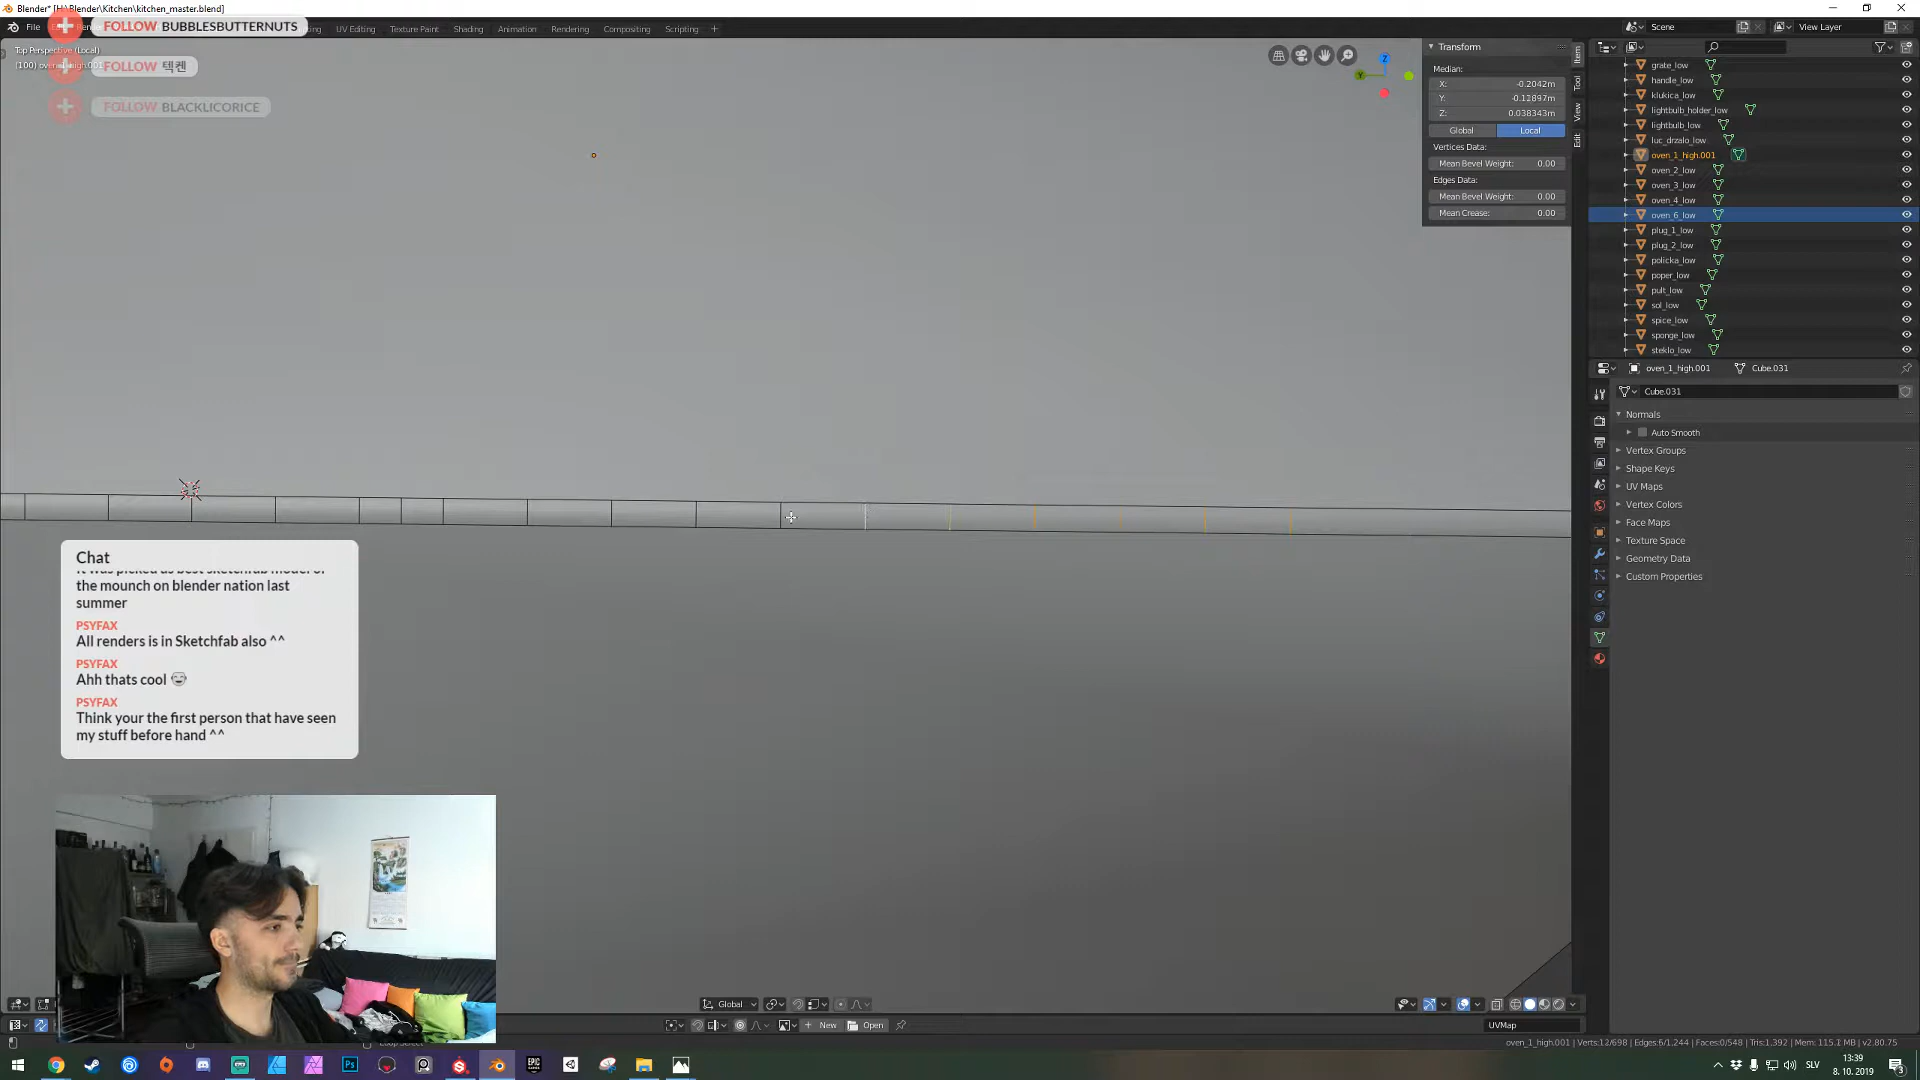 Blender* [H:\Blender\Kitchen\kitchen_master.blend]
FOLLOW BUBBLESBUTTERNUTS
FOLLOW 텍켄
FOLLOW BLACKLICORICE
File
UV Editing
Texture Paint
Shading
Animation
Rendering
Compositing
Scripting
Scene
View Layer
Top Perspective (Local)
Transform
Median:
X: -0.2042m
Y: -0.12897m
Z: 0.038343m
Global
Local
Vertices Data:
Mean Bevel Weight: 0.00
Edges Data:
Mean Bevel Weight: 0.00
Mean Crease: 0.00
Item
Tool
View
Edit
grate_low
handle_low
klukica_low
lightbulb_holder_low
lightbulb_low
luc_drzalo_low
oven_1_high.001
oven_2_low
oven_3_low
oven_4_low
oven_6_low
plug_1_low
plug_2_low
policka_low
poper_low
pult_low
sol_low
spice_low
sponge_low
steklo_low
oven_1_high.001
Cube.031
Cube.031
Normals
Auto Smooth
Vertex Groups
Shape Keys
UV Maps
Vertex Colors
Face Maps
Texture Space
Geometry Data
Custom Properties
Chat
the mounch on blender nation last
summer
PSYFAX
All renders is in Sketchfab also ^^
PSYFAX
Ahh thats cool
PSYFAX
Think your the first person that have seen
my stuff before hand ^^
Global
New
Open
UVMap
Loop Select
oven_1_high.001 | Verts:12/698 | Edges:6/1,244 | Faces:0/548 | Tris:1,392 | Mem: 115.1 MB | v2.80.75
SLV
13:39
8. 10. 2019